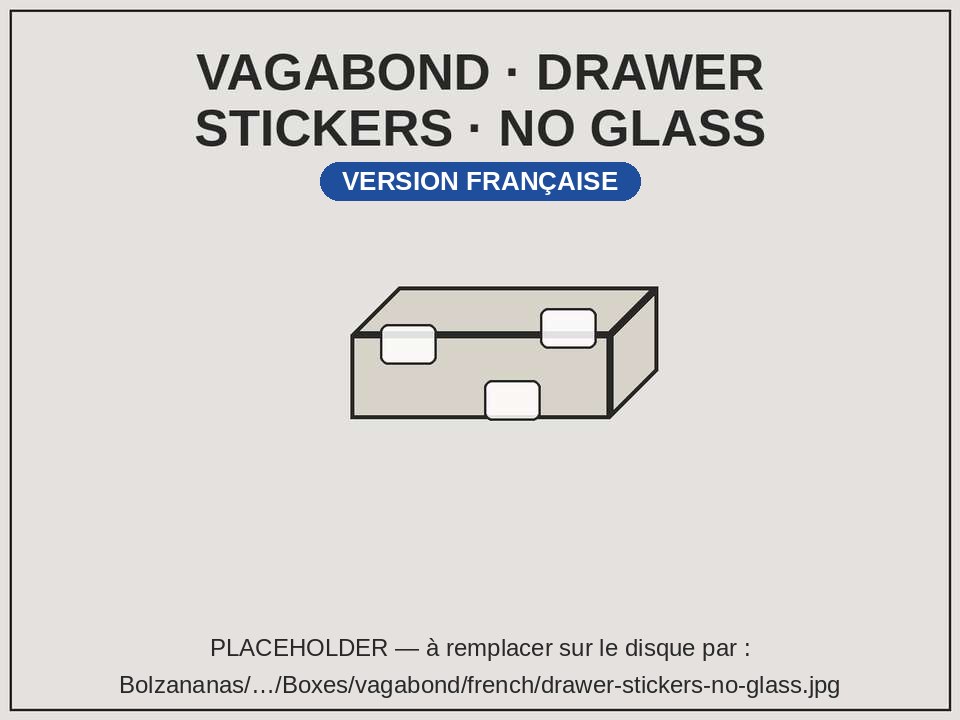 VAGABOND · DRAWER
STICKERS · NO GLASS
VERSION FRANÇAISE
PLACEHOLDER — à remplacer sur le disque par :
Bolzananas/…/Boxes/vagabond/french/drawer-stickers-no-glass.jpg